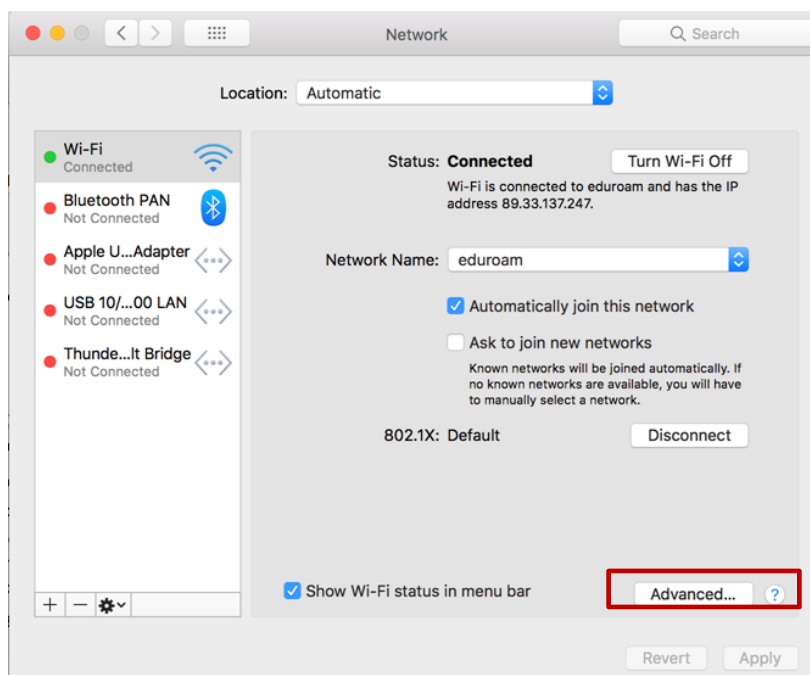 Network
Search
Location: Automatic
Wi-Fi
Connected
Bluetooth PAN
Not Connected
Apple U...Adapter
Not Connected
USB 10/...00 LAN
Not Connected
Thunde...lt Bridge
Not Connected
Status: Connected
Turn Wi-Fi Off
Wi-Fi is connected to eduroam and has the IP
address 89.33.137.247.
Network Name: eduroam
Automatically join this network
Ask to join new networks
Known networks will be joined automatically. If
no known networks are available, you will have
to manually select a network.
802.1X: Default
Disconnect
Show Wi-Fi status in menu bar
Advanced...
?
Revert
Apply